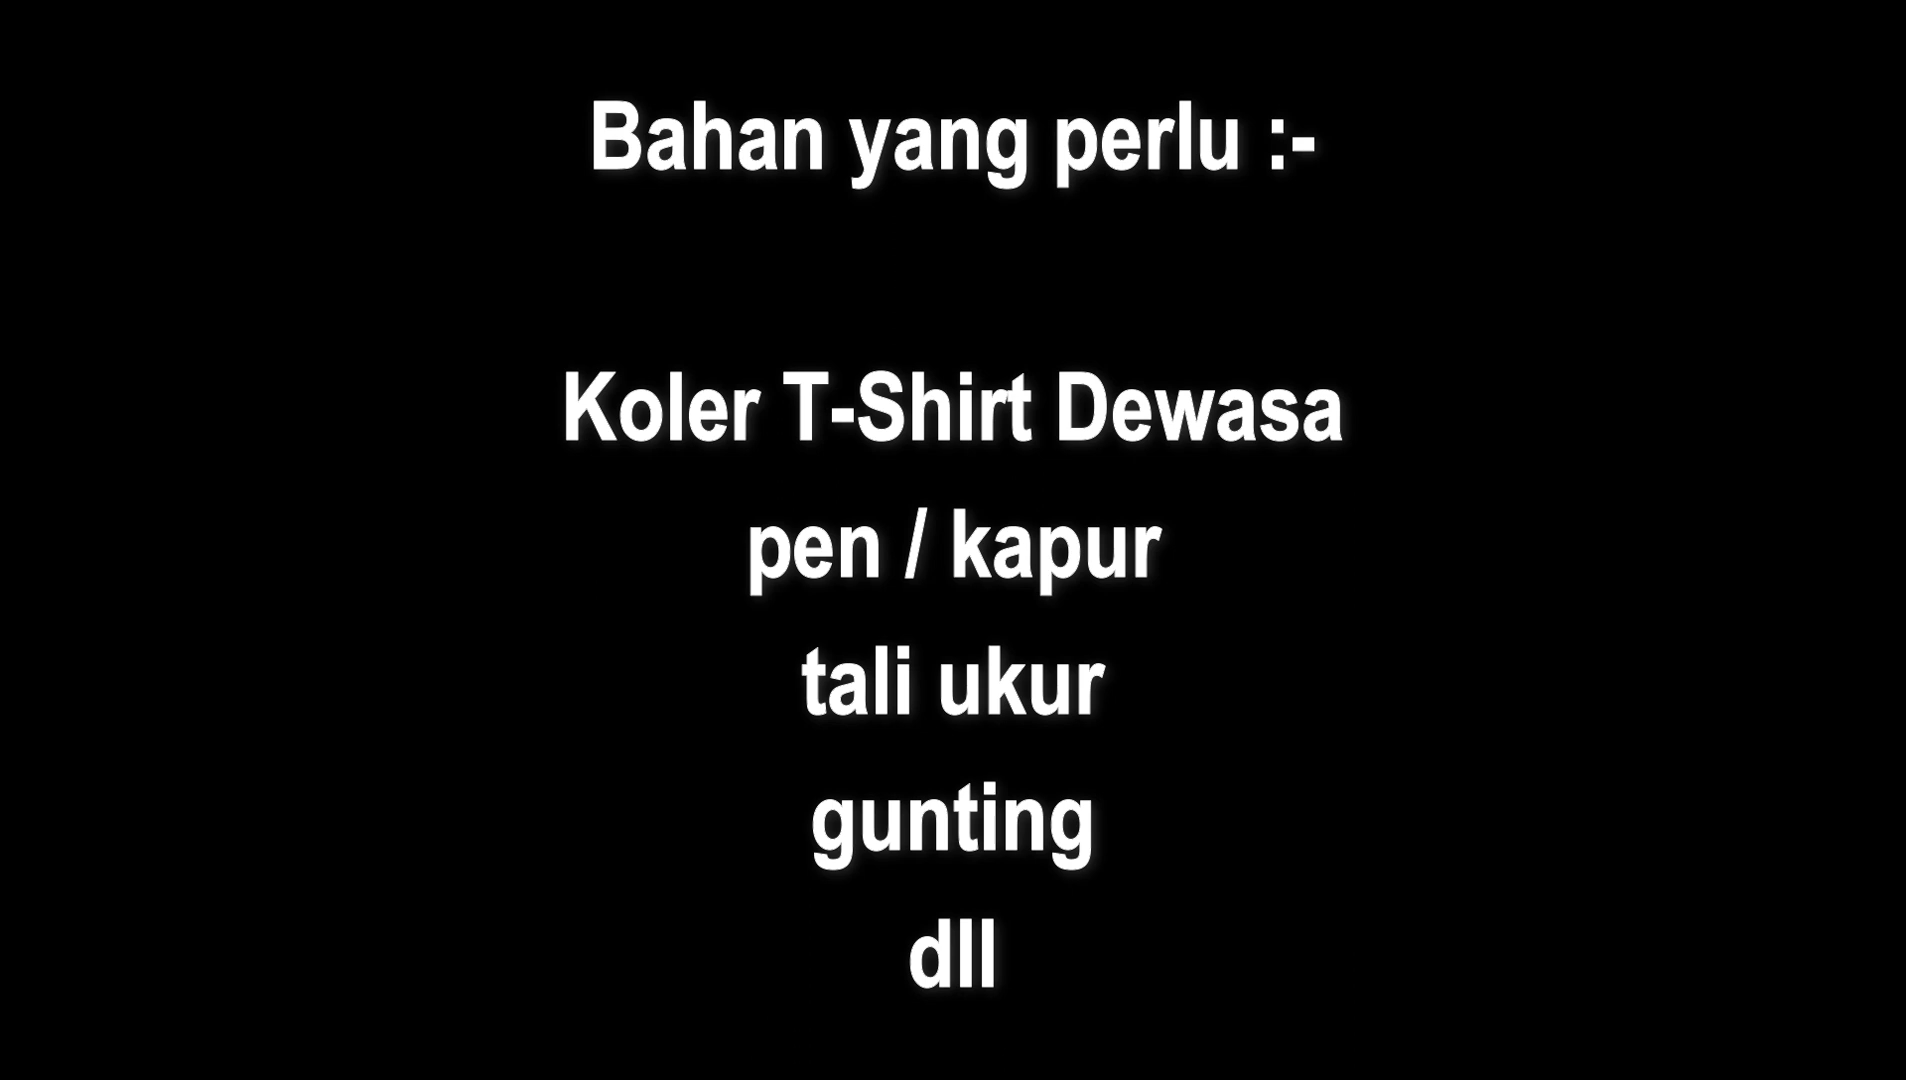 Bahan yang perlu :-
Koler T-Shirt Dewasa
pen / kapur
tali ukur
gunting
dll